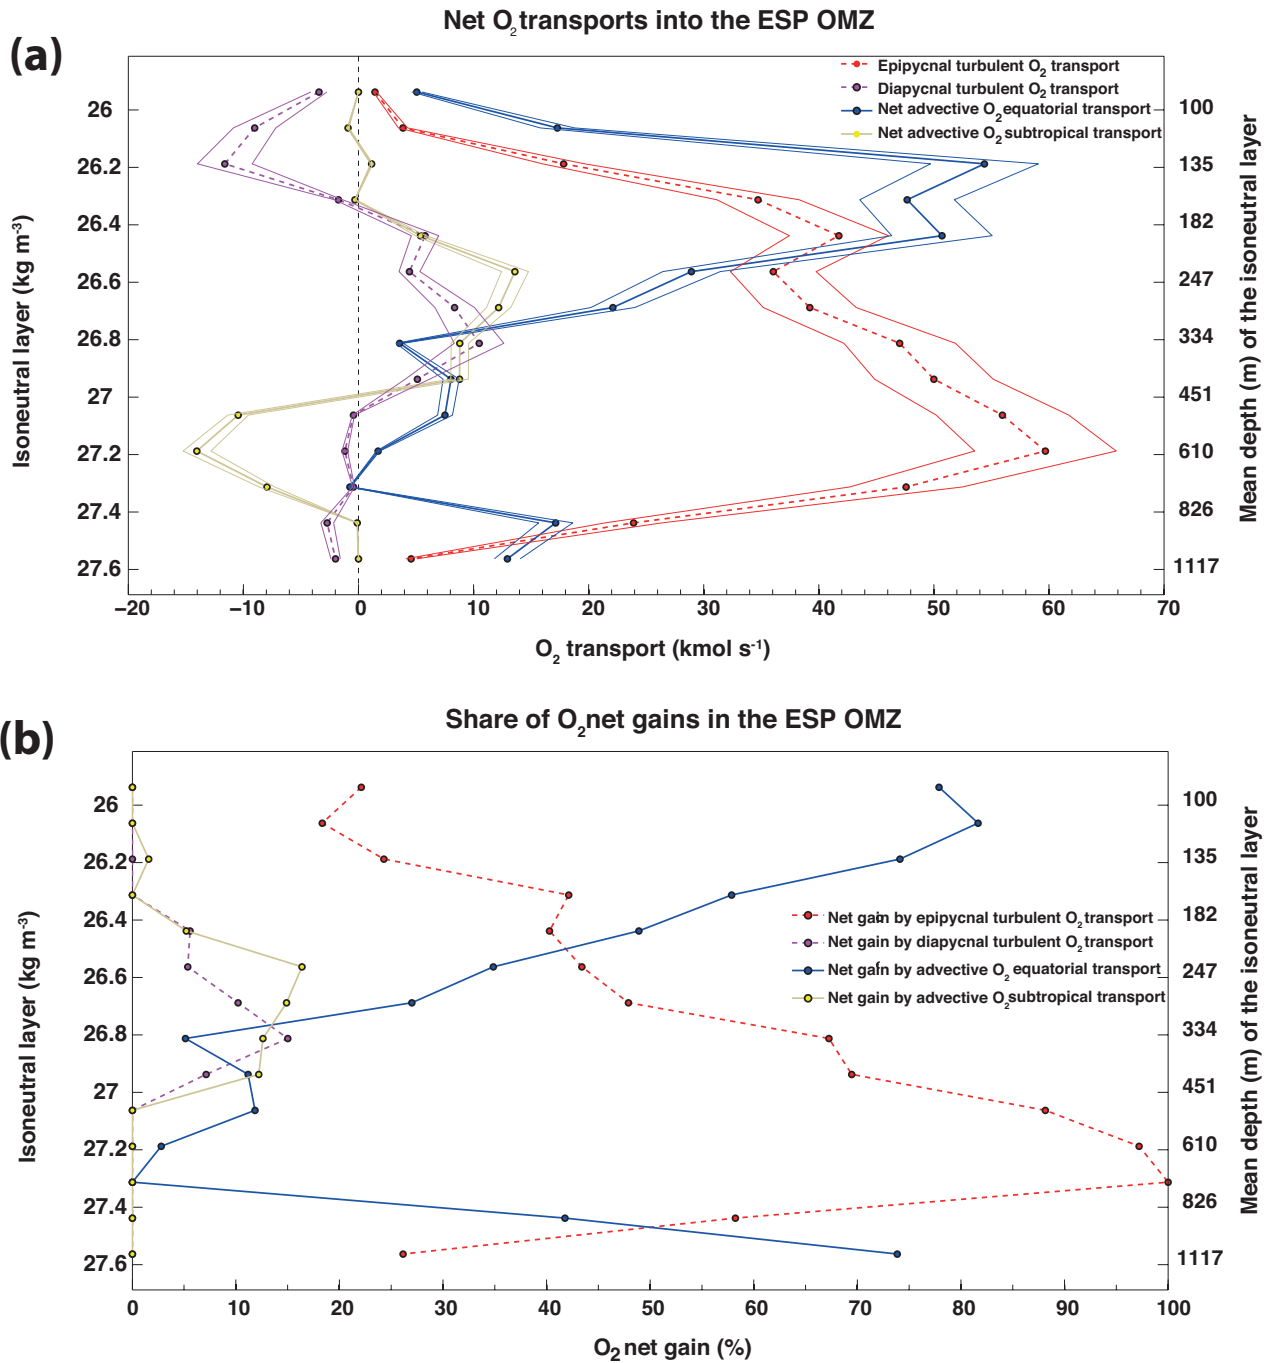 Net O2 transports into the ESP OMZ
(a)
Epipycnal turbulent O2 transport
Diapycnal turbulent O2 transport
Net advective O2 equatorial transport
Net advective O2 subtropical transport
Isoneutral layer (kg m-3)
26
26.2
26.4
26.6
26.8
27
27.2
27.4
27.6
100
135
182
247
334
451
610
826
1117
Mean depth (m) of the isoneutral layer
−20 −10 0 10 20 30 40 50 60 70
O2 transport (kmol s-1)
Share of O2 net gains in the ESP OMZ
(b)
Net gain by epipycnal turbulent O2 transport
Net gain by diapycnal turbulent O2 transport
Net gain by advective O2 equatorial transport
Net gain by advective O2 subtropical transport
Isoneutral layer (kg m-3)
26
26.2
26.4
26.6
26.8
27
27.2
27.4
27.6
100
135
182
247
334
451
610
826
1117
Mean depth (m) of the isoneutral layer
0 10 20 30 40 50 60 70 80 90 100
O2 net gain (%)